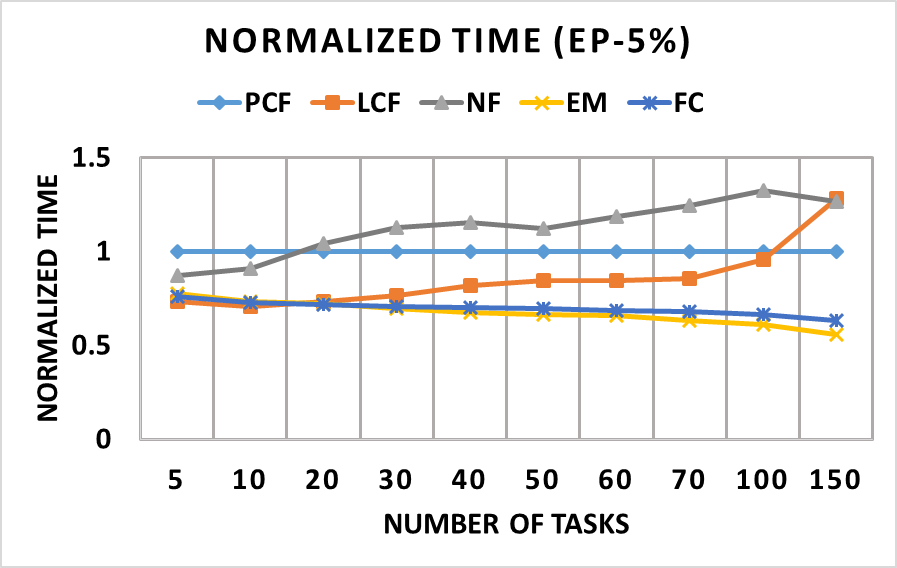 NORMALIZED TIME (EP-5%)
PCF LCF NF EM FC
NORMALIZED TIME
1.5
1
0.5
0
5 10 20 30 40 50 60 70 100 150
NUMBER OF TASKS